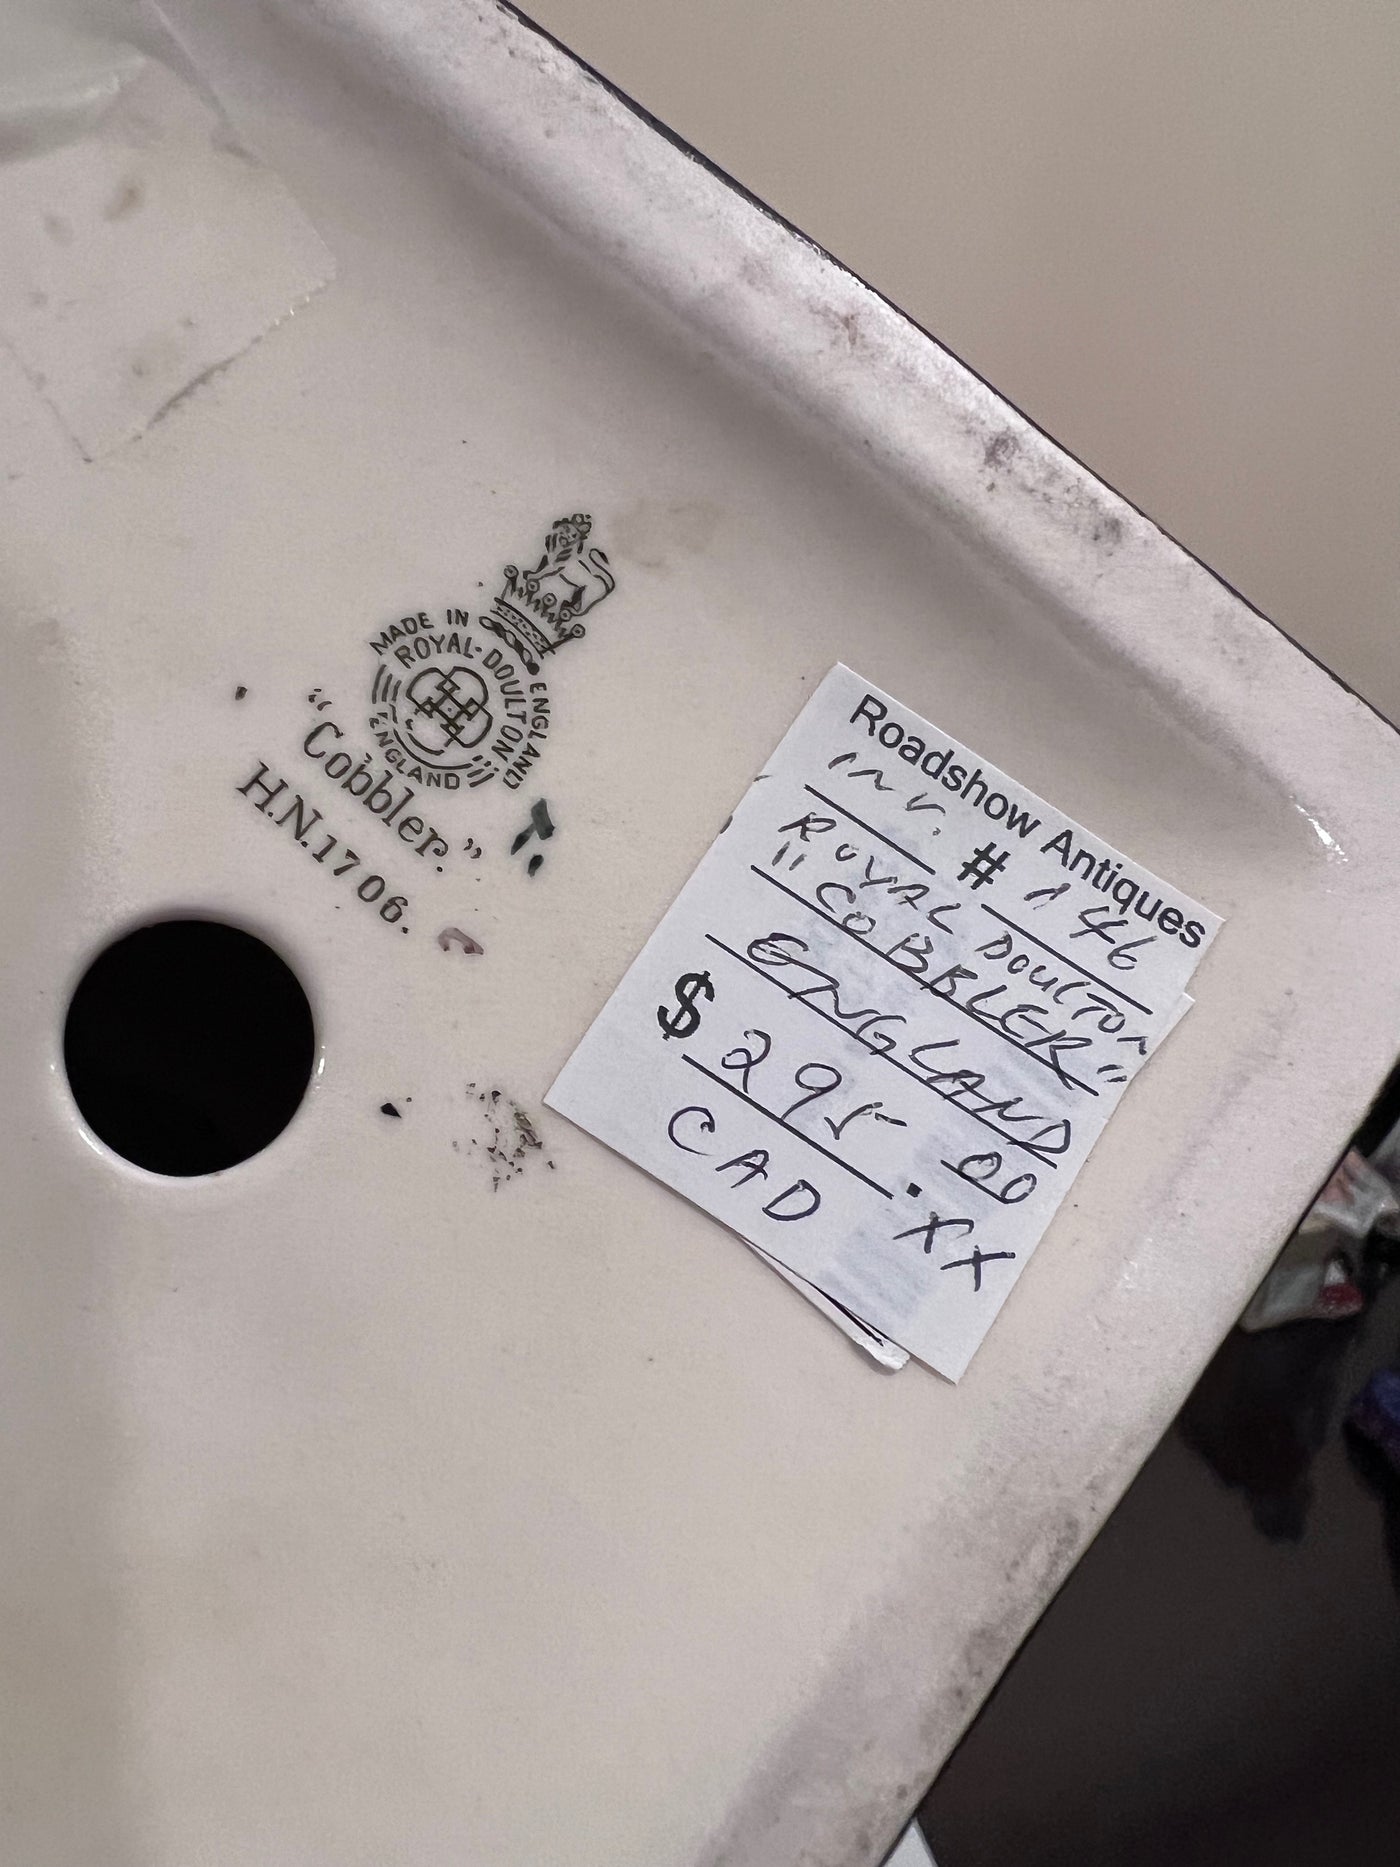 MADE IN ENGLAND
ROYAL·DOULTON
ENGLAND
“Cobbler.”
H.N.1706.
T.
Roadshow Antiques
INV. # 146
ROYAL DOULTON
"COBBLER"
ENGLAND
$ 295.00
CAD XX